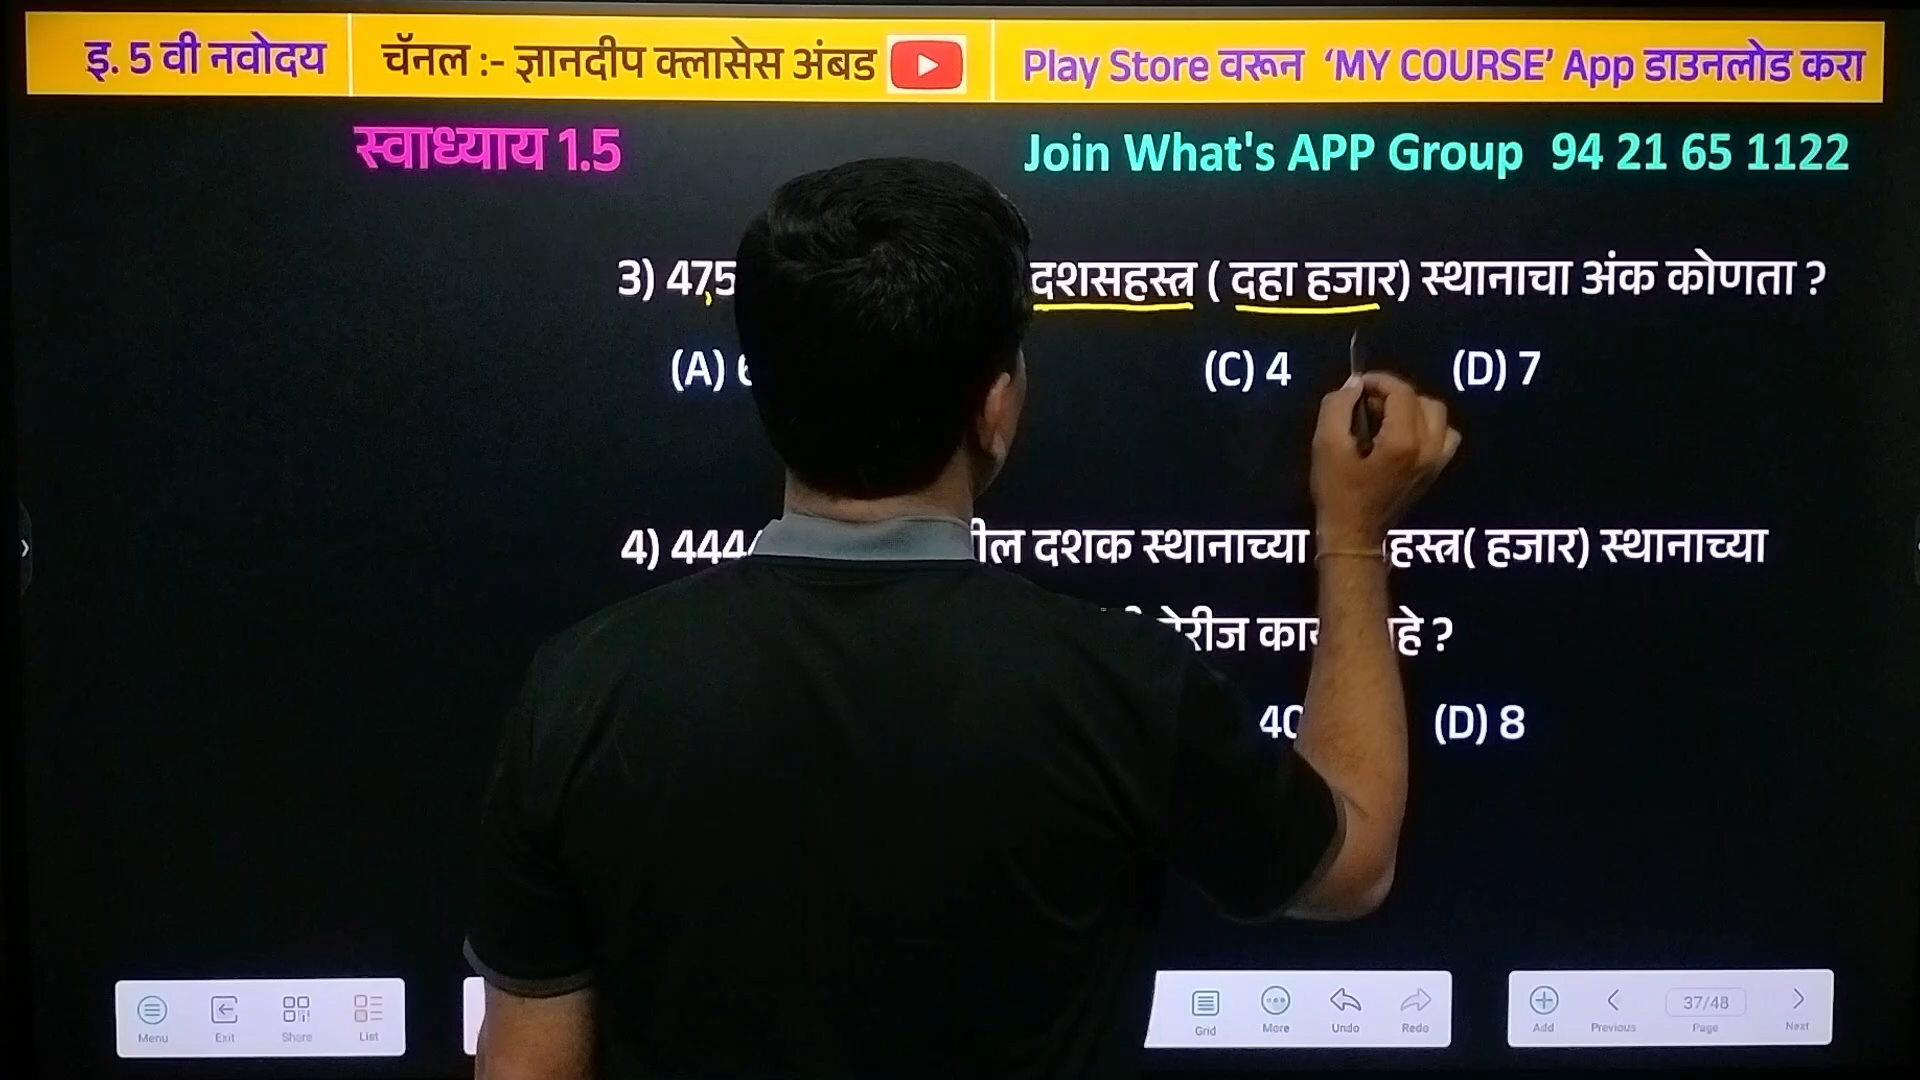 इ. 5 वी नवोदय
चॅनल :- ज्ञानदीप क्लासेस अंबड
Play Store वरून ‘MY COURSE’ App डाउनलोड करा
स्वाध्याय 1.5
Join What's APP Group 94 21 65 1122
3) 475 दशसहस्त्र ( दहा हजार) स्थानाचा अंक कोणता ?
(A) (C) 4 (D) 7
4) 444 दशक स्थानाच्या ( हजार) स्थानाच्या
?
40 (D) 8
Menu Exit Share List
Grid More Undo Redo
Add Previous 37/48 Page Next